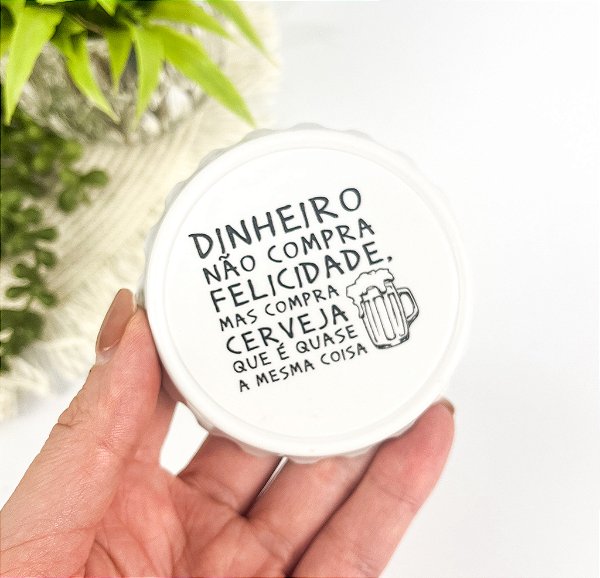 DINHEIRO
NÃO COMPRA
FELICIDADE,
MAS COMPRA
CERVEJA
QUE É QUASE
A MESMA COISA